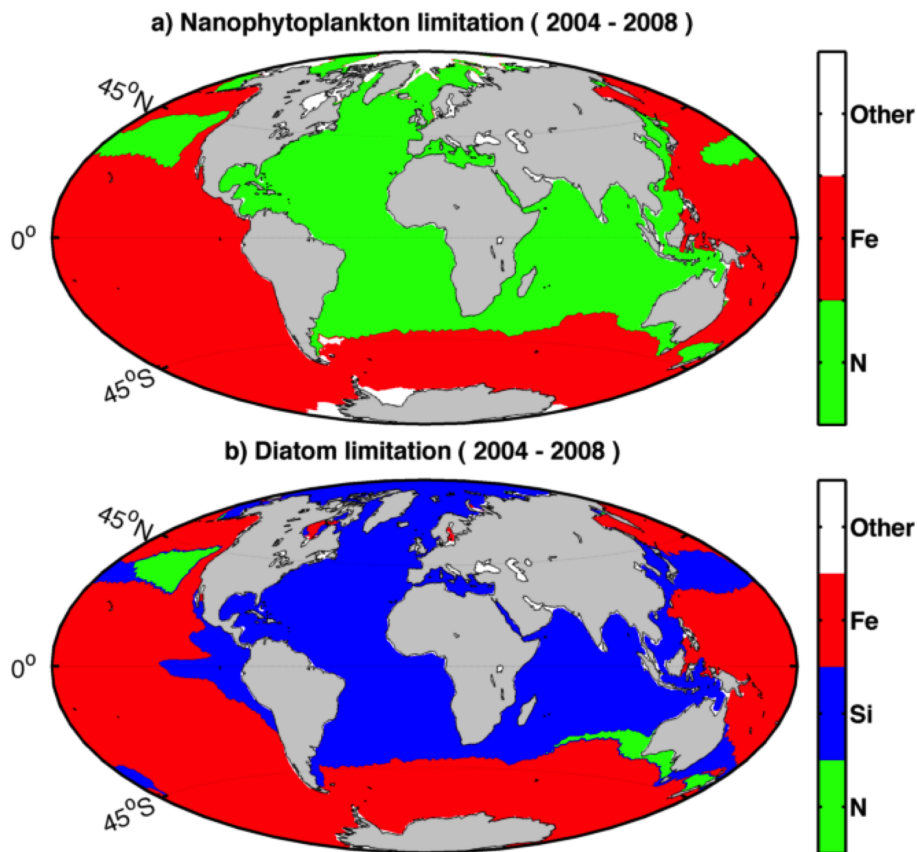 a) Nanophytoplankton limitation ( 2004 - 2008 )
45°N
0°
45°S
Other
Fe
N
b) Diatom limitation ( 2004 - 2008 )
45°N
0°
45°S
Other
Fe
Si
N